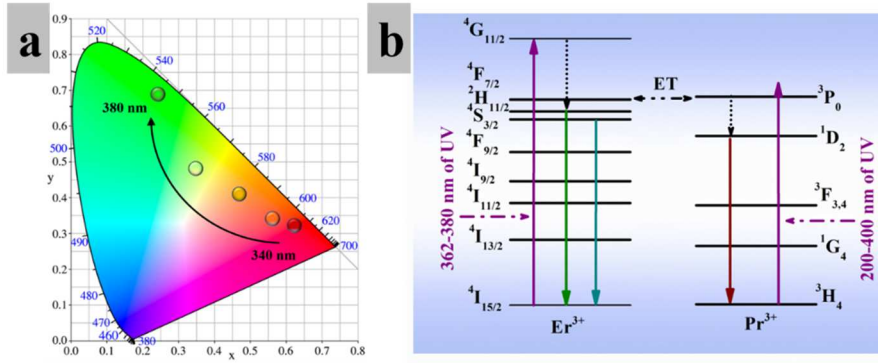 a
0.9
0.8
0.7
0.6
0.5
y
0.4
0.3
0.2
0.1
0.0
0.0 0.1 0.2 0.3 0.4 0.5 0.6 0.7 0.8
x
520
540
560
580
600
620
700
500
490
480
470
460
380
380 nm
340 nm
b
⁴G₁₁/₂
⁴F₇/₂
²H₁₁/₂
⁴S₃/₂
⁴F₉/₂
⁴I₉/₂
⁴I₁₁/₂
⁴I₁₃/₂
⁴I₁₅/₂
362-380 nm of UV
Er³⁺
ET
³P₀
¹D₂
³F₃,₄
¹G₄
³H₄
200-400 nm of UV
Pr³⁺